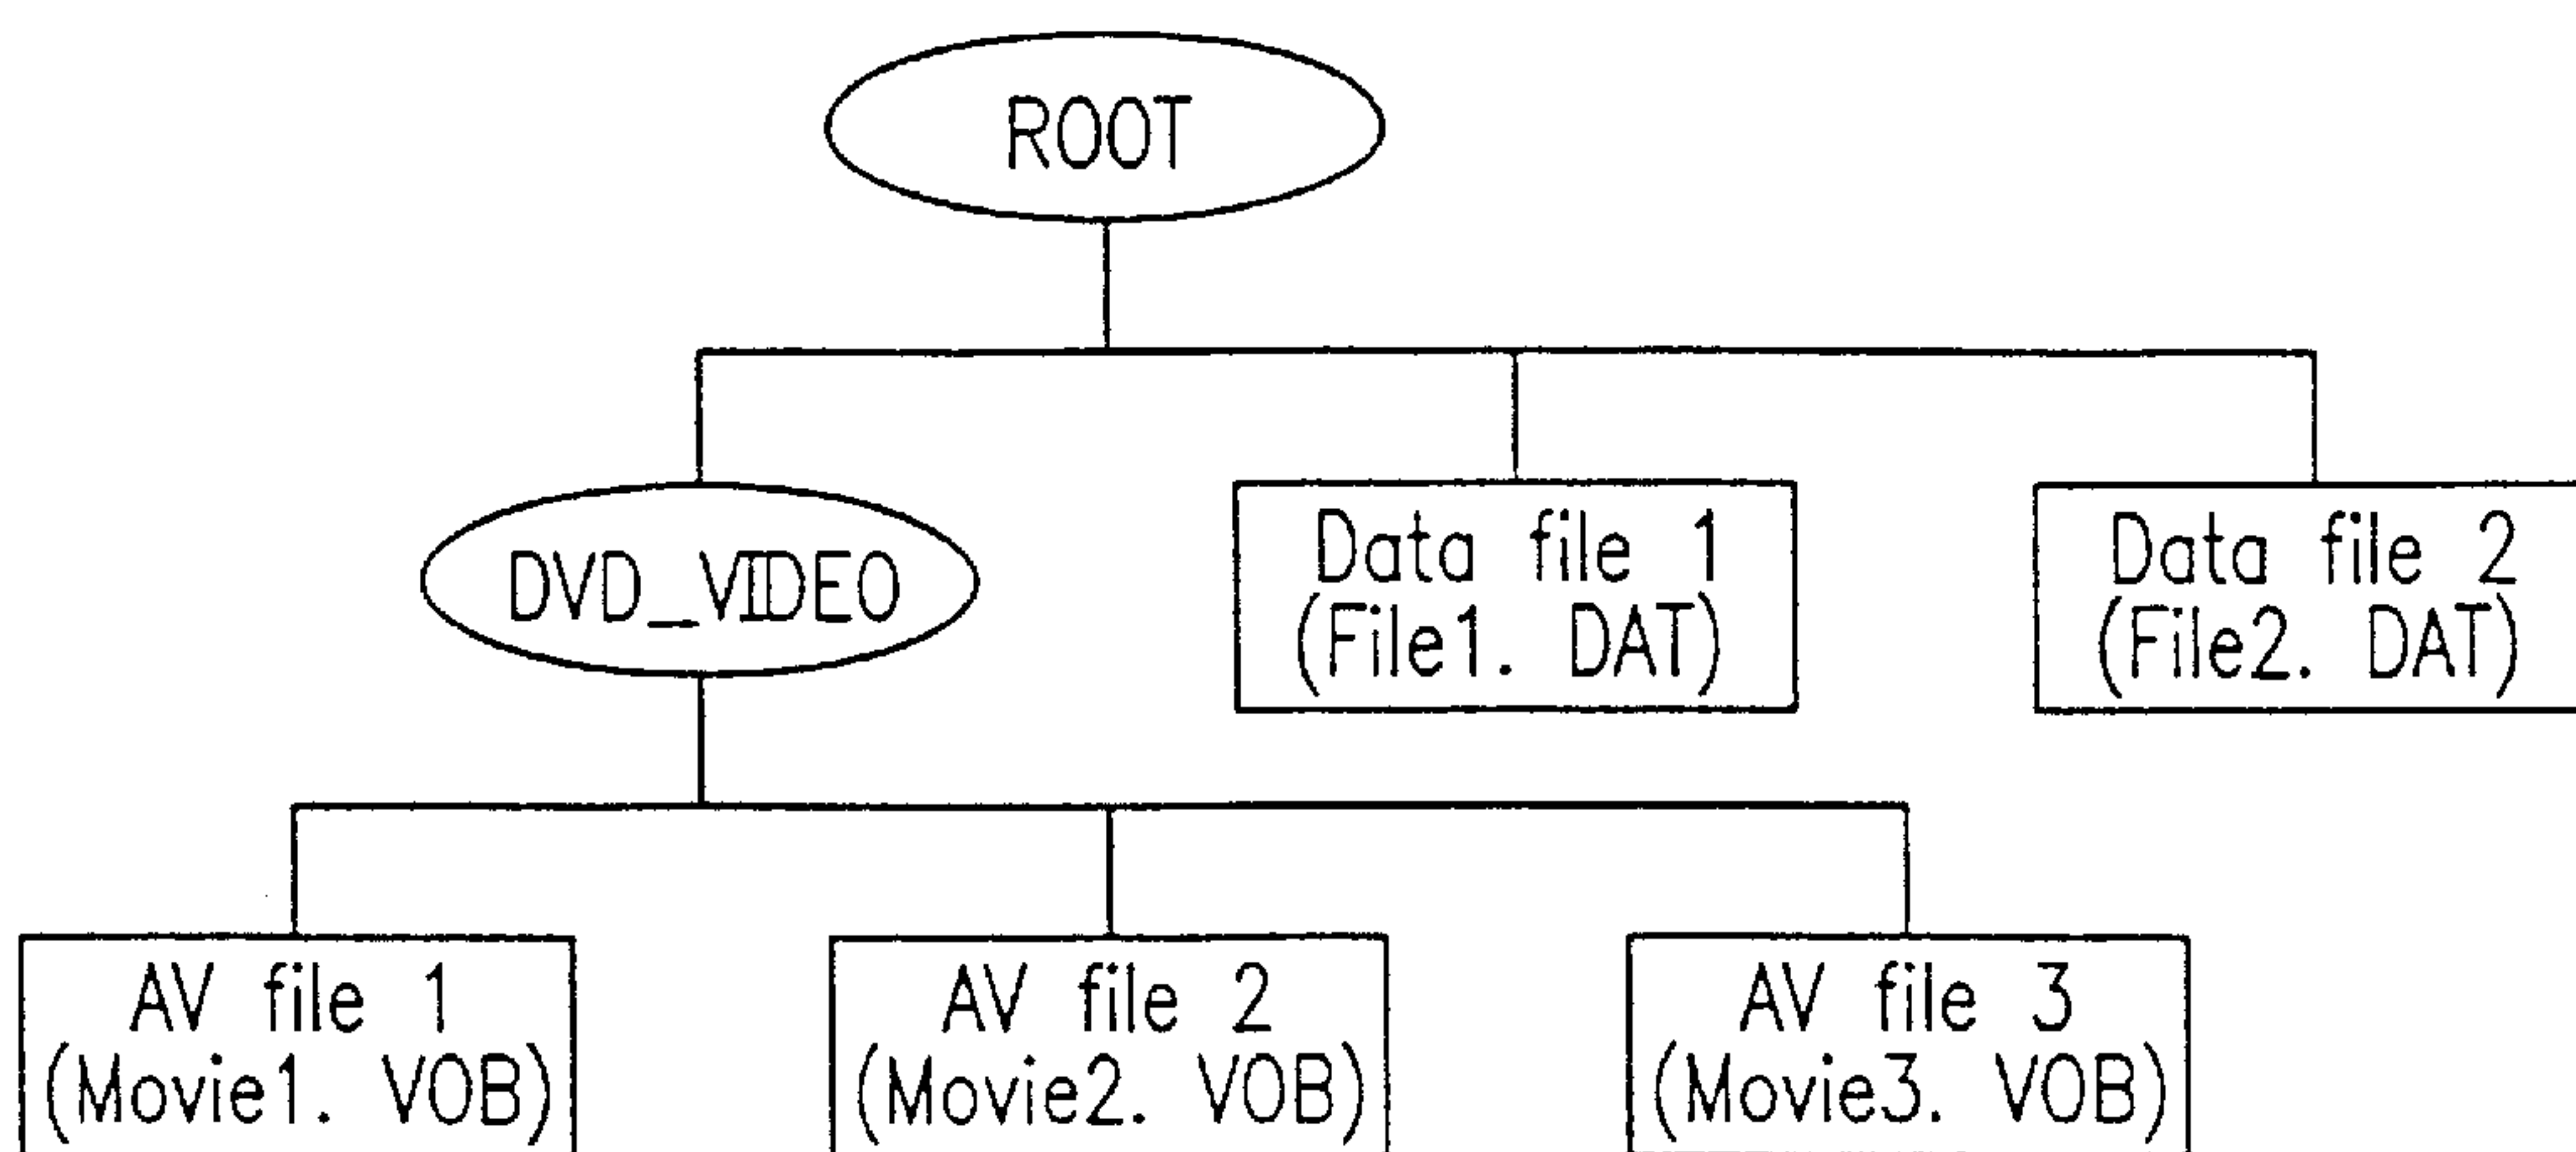 ROOT
DVD_VIDEO
Data file 1
(File1. DAT)
Data file 2
(File2. DAT)
AV file 1
(Movie1. VOB)
AV file 2
(Movie2. VOB)
AV file 3
(Movie3. VOB)